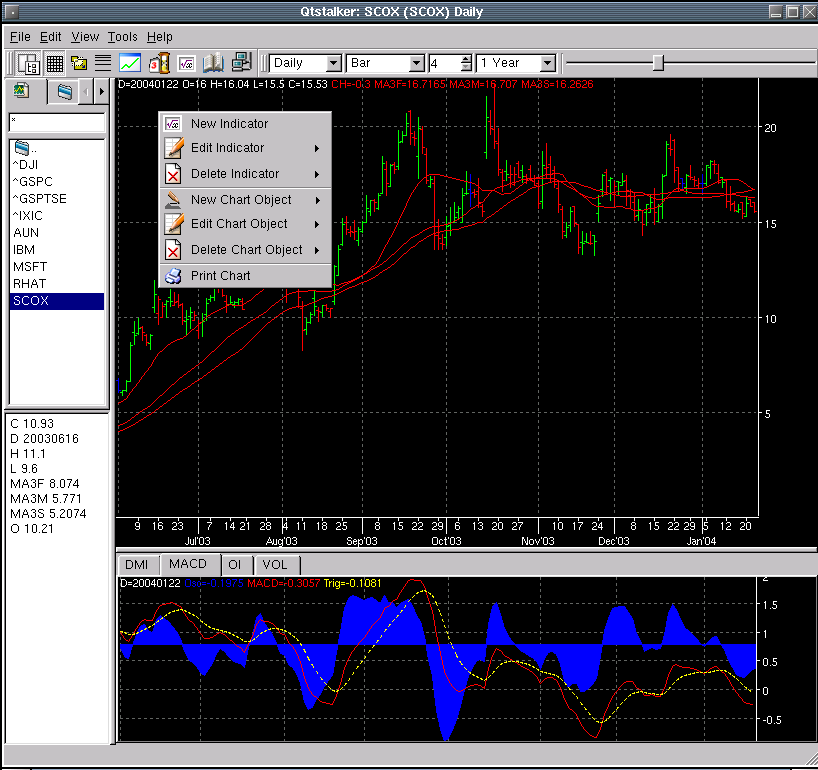 Qtstalker: SCOX (SCOX) Daily
File Edit View Tools Help
Daily Bar 4 1 Year
D=20040122 O=16 H=16.04 L=15.5 C=15.53 CH=-0.3 MA3F=16.7165 MA3M=16.707 MA3S=16.2626
*
..
^DJI
^GSPC
^GSPTSE
^IXIC
AUN
IBM
MSFT
RHAT
SCOX
New Indicator
Edit Indicator
Delete Indicator
New Chart Object
Edit Chart Object
Delete Chart Object
Print Chart
20
15
10
5
C 10.93
D 20030616
H 11.1
L 9.6
MA3F 8.074
MA3M 5.771
MA3S 5.2074
O 10.21
9 16 23 7 14 21 28 4 11 18 25 8 15 22 29 6 13 20 27 10 17 24 8 15 22 29 5 12 20
Jul'03 Aug'03 Sep'03 Oct'03 Nov'03 Dec'03 Jan'04
DMI MACD OI VOL
D=20040122 Osc=-0.1975 MACD=-0.3057 Trig=-0.1081
2
1.5
1
0.5
0
-0.5